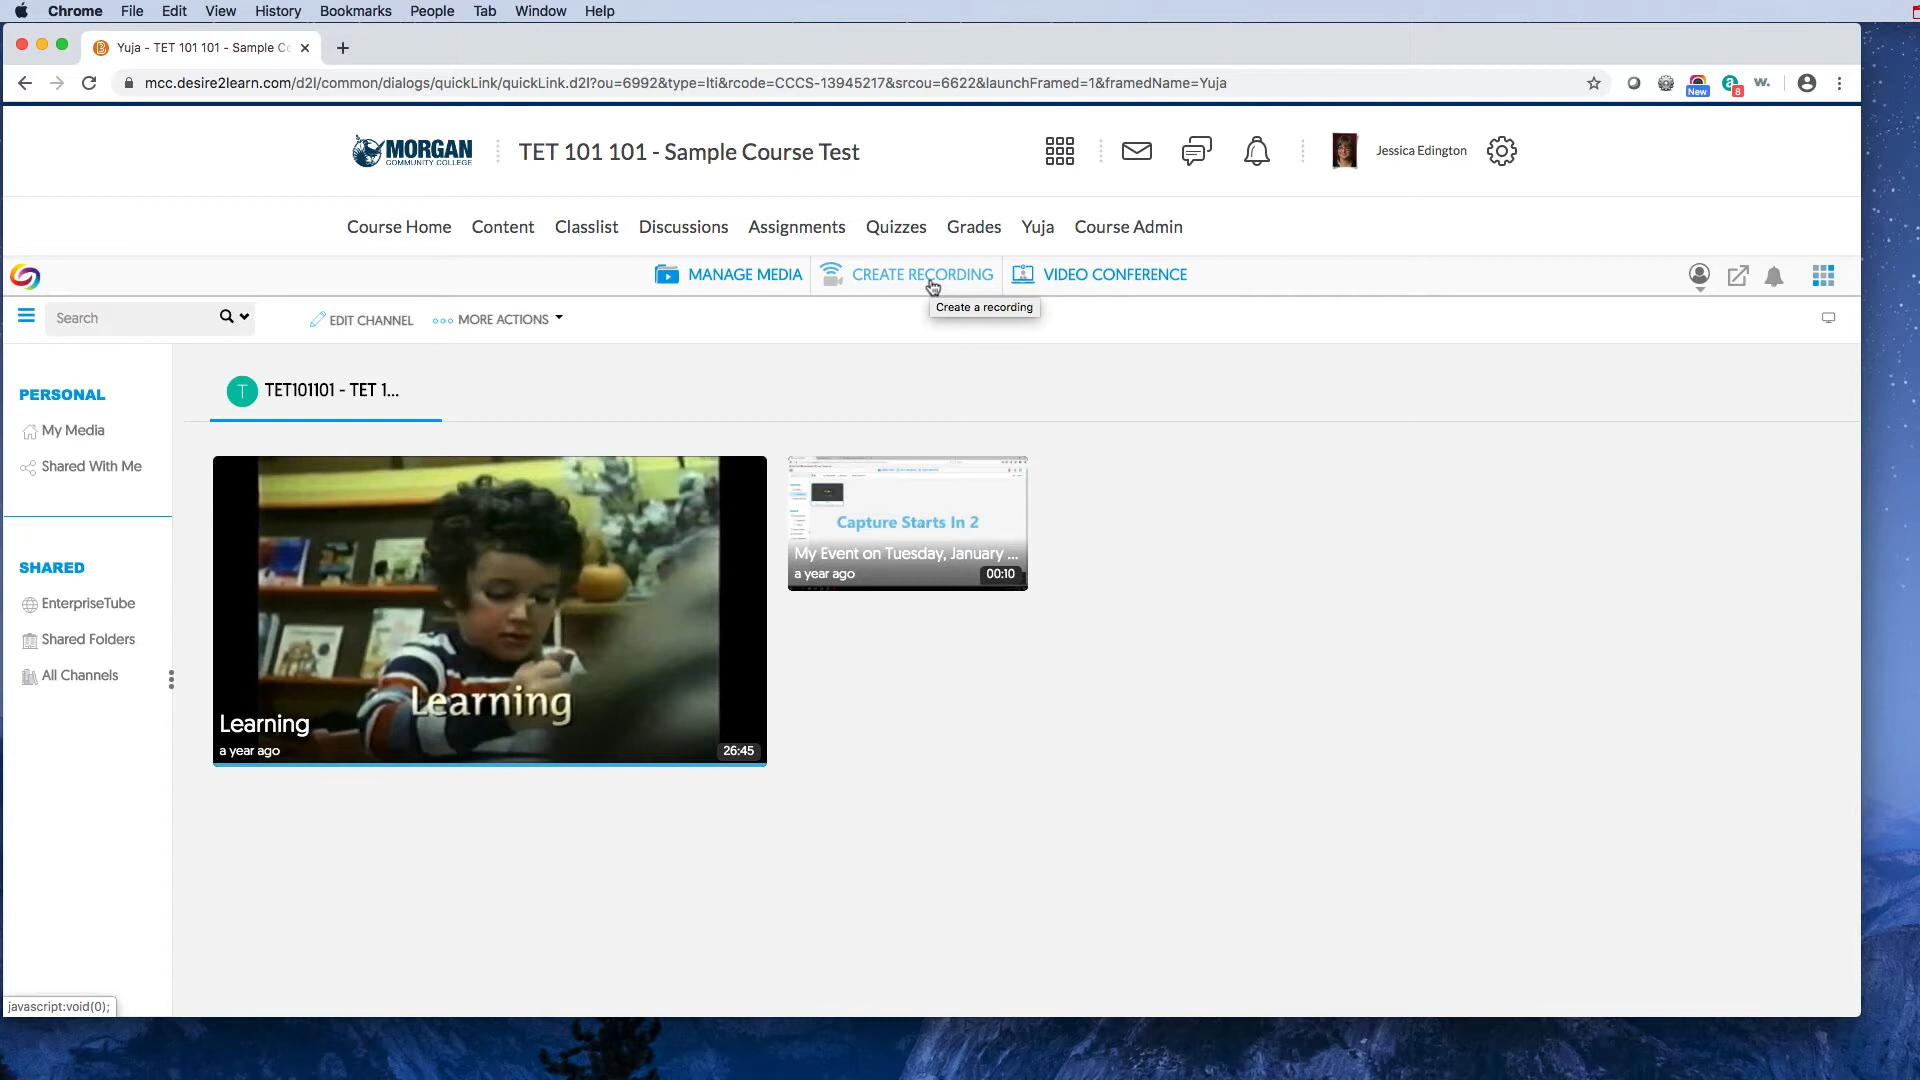 Chrome File Edit View History Bookmarks People Tab Window Help
Yuja - TET 101 101 - Sample Co
mcc.desire2learn.com/d2l/common/dialogs/quickLink/quickLink.d2l?ou=6992&type=lti&rcode=CCCS-13945217&srcou=6622&launchFramed=1&framedName=Yuja
New
a
8
w.
MORGAN
COMMUNITY COLLEGE
TET 101 101 - Sample Course Test
Jessica Edington
Course Home Content Classlist Discussions Assignments Quizzes Grades Yuja Course Admin
MANAGE MEDIA CREATE RECORDING VIDEO CONFERENCE
Create a recording
Search EDIT CHANNEL MORE ACTIONS
PERSONAL
My Media
Shared With Me
SHARED
EnterpriseTube
Shared Folders
All Channels
T TET101101 - TET 1...
Learning
Learning
a year ago 26:45
Capture Starts In 2
My Event on Tuesday, January ...
a year ago 00:10
javascript:void(0);